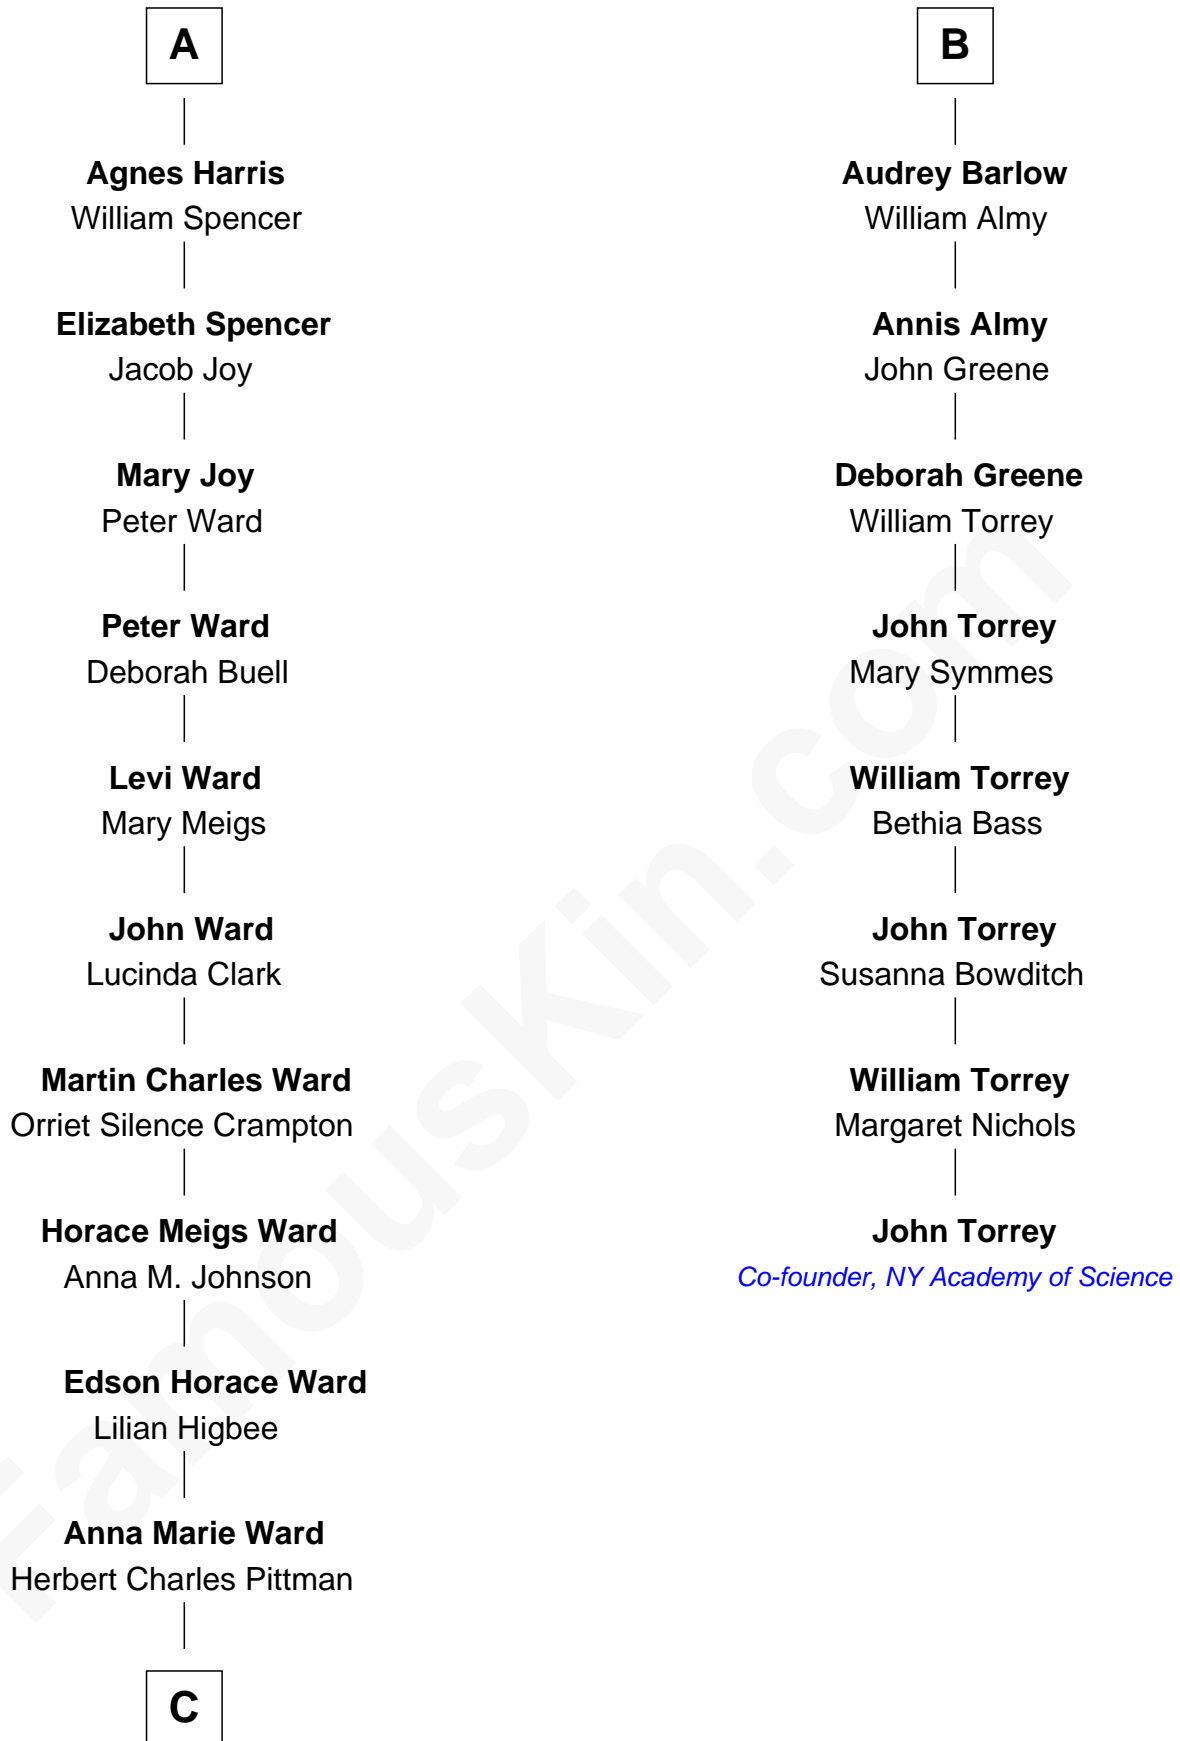 A
Agnes Harris
William Spencer
Elizabeth Spencer
Jacob Joy
Mary Joy
Peter Ward
Peter Ward
Deborah Buell
Levi Ward
Mary Meigs
John Ward
Lucinda Clark
Martin Charles Ward
Orriet Silence Crampton
Horace Meigs Ward
Anna M. Johnson
Edson Horace Ward
Lilian Higbee
Anna Marie Ward
Herbert Charles Pittman
C
B
Audrey Barlow
William Almy
Annis Almy
John Greene
Deborah Greene
William Torrey
John Torrey
Mary Symmes
William Torrey
Bethia Bass
John Torrey
Susanna Bowditch
William Torrey
Margaret Nichols
John Torrey
Co-founder, NY Academy of Science
FamousKin.com